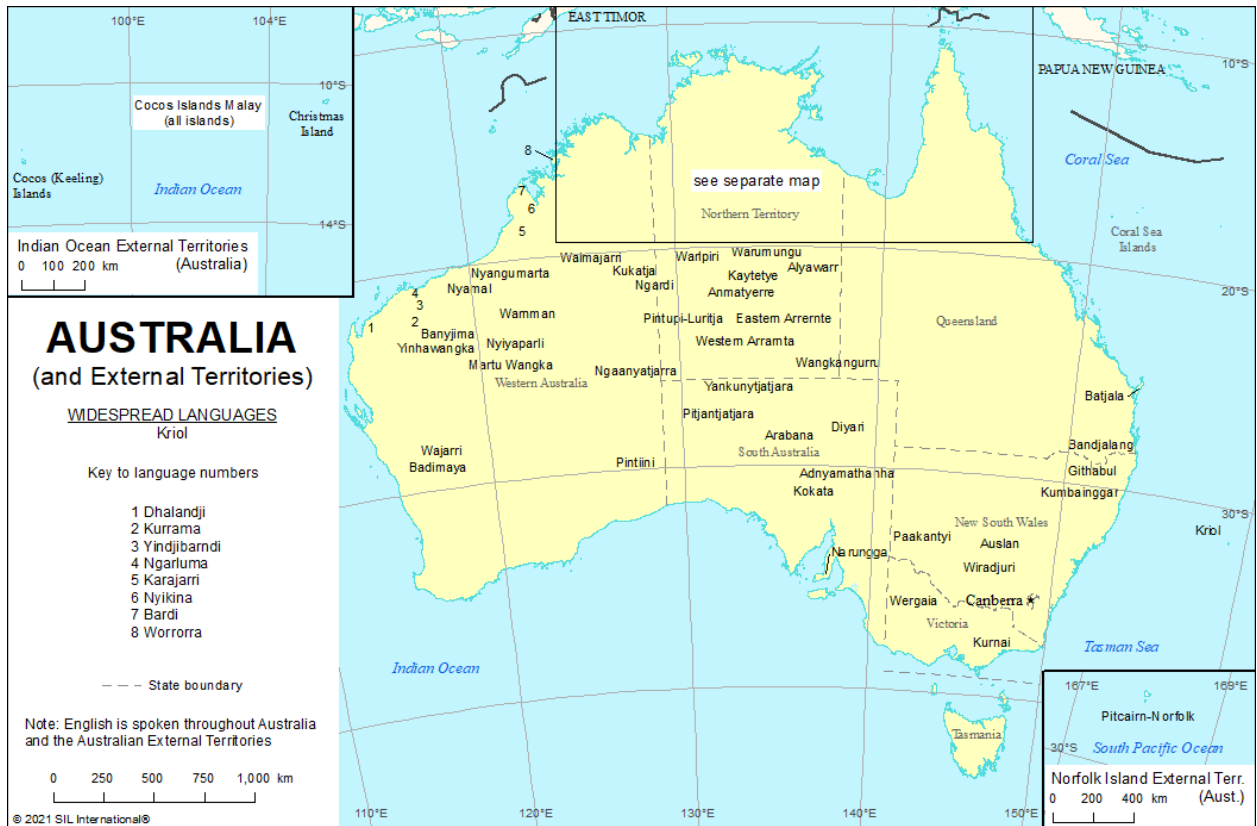 100°E
104°E
10°S
Cocos Islands Malay
(all islands)
Christmas
Island
Cocos (Keeling)
Islands
Indian Ocean
14°S
Indian Ocean External Territories
(Australia)
0 100 200 km
AUSTRALIA
(and External Territories)
WIDESPREAD LANGUAGES
Kriol
Key to language numbers
1 Dhalandji
2 Kurrama
3 Yindjibarndi
4 Ngarluma
5 Karajarri
6 Nyikina
7 Bardi
8 Worrorra
State boundary
Note: English is spoken throughout Australia
and the Australian External Territories
0 250 500 750 1,000 km
© 2021 SIL International®
EAST TIMOR
PAPUA NEW GUINEA
10°S
Coral Sea
8
see separate map
7
6
Northern Territory
5
Coral Sea
Islands
Walmajarri
Warlpiri
Warumungu
Nyangumarta
Kukatja
Alyawarr
Kaytetye
Nyamal
Ngardi
Anmatyerre
20°S
4
3
Wamman
Pintupi-Luritja
Eastern Arrernte
Queensland
1
2
Banyjima
Yinhawangka
Nyiyaparli
Western Arramta
Martu Wangka
Ngaanyatjarra
Wangkangurru
Western Australia
Yankunytjatjara
Batjala
Pitjantjatjara
Arabana
Diyari
Wajarri
South Australia
Bandjalang
Badimaya
Pintiini
Adnyamathanha
Githabul
Kokata
Kumbainggar
30°S
New South Wales
Kriol
Paakantyi
Auslan
Narungga
Wiradjuri
Wergaia
Canberra
Victoria
Kurnai
Tasman Sea
Indian Ocean
Tasmania
110°E
120°E
130°E
140°E
150°E
167°E
169°E
Pitcairn-Norfolk
30°S
South Pacific Ocean
Norfolk Island External Terr.
(Aust.)
0 200 400 km